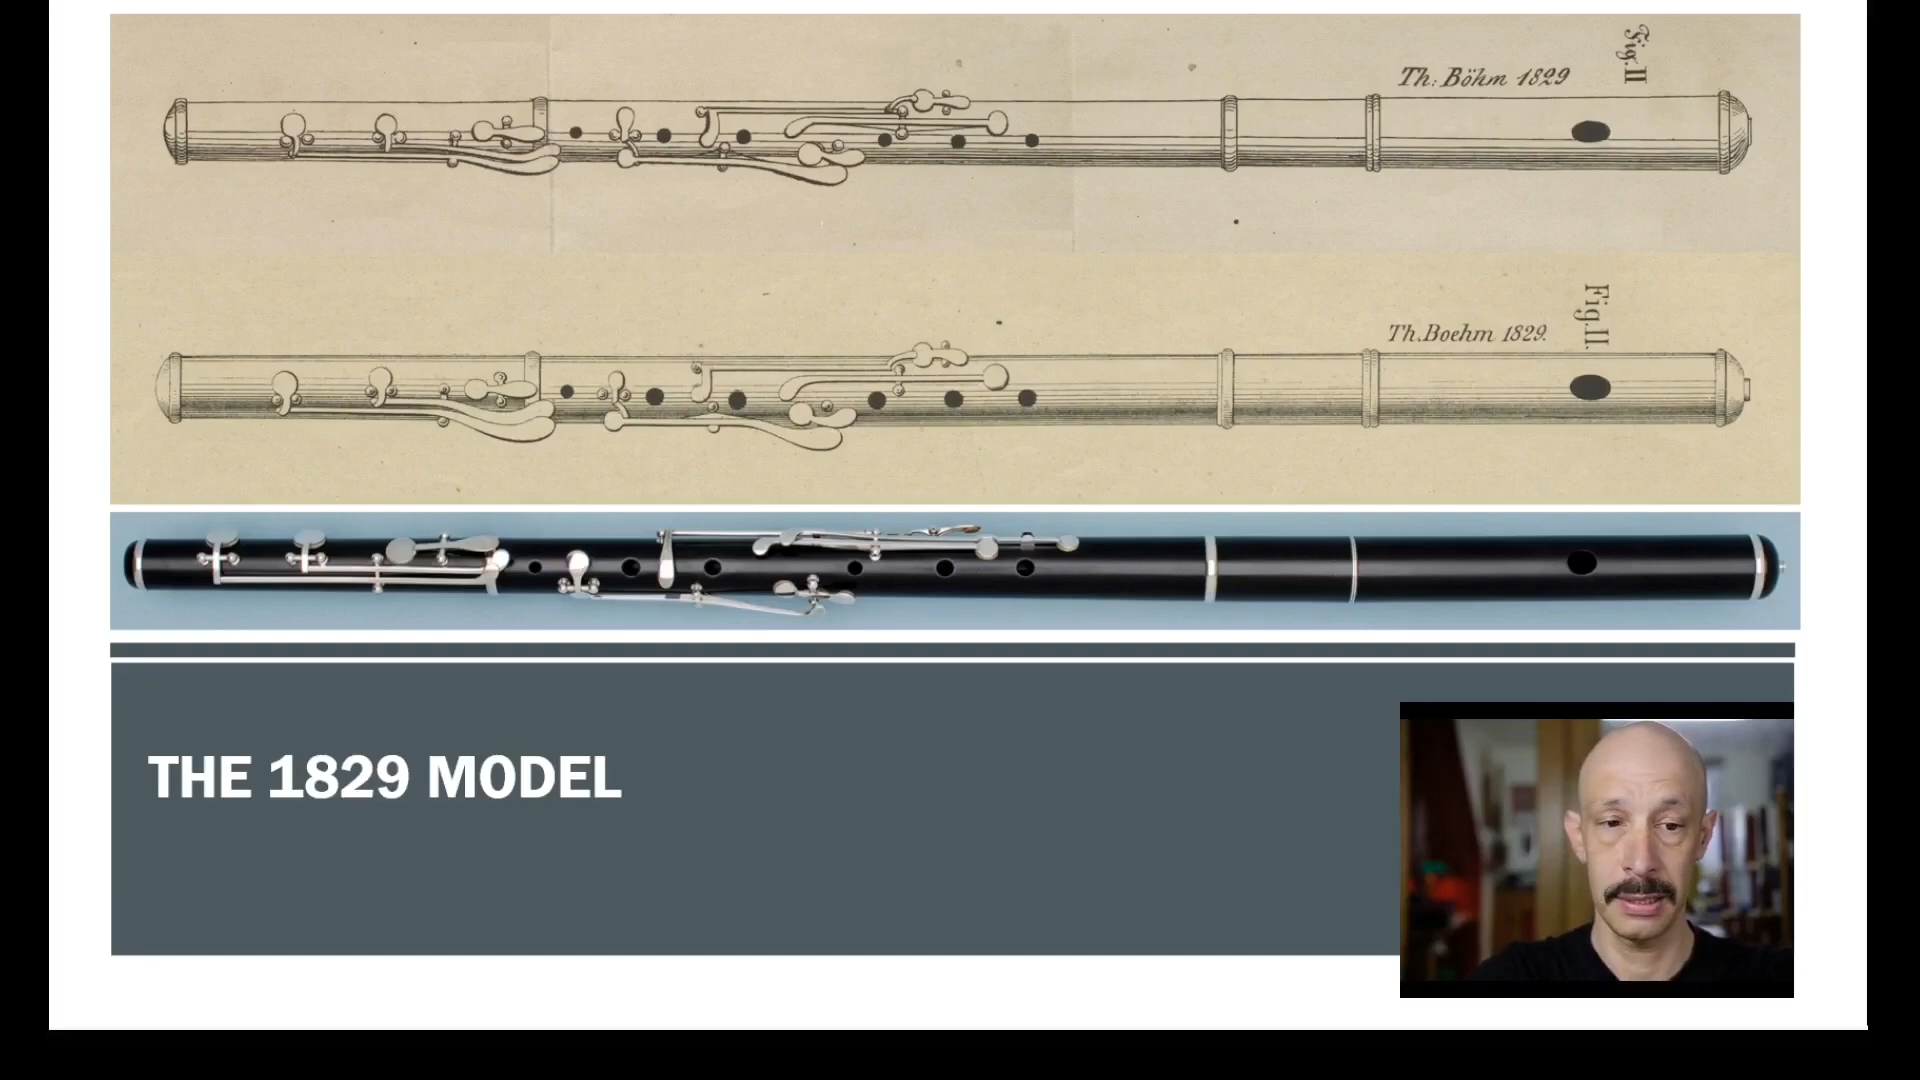 Th: Böhm 1829
Fig. II
Th. Boehm 1829.
Fig. II.
THE 1829 MODEL